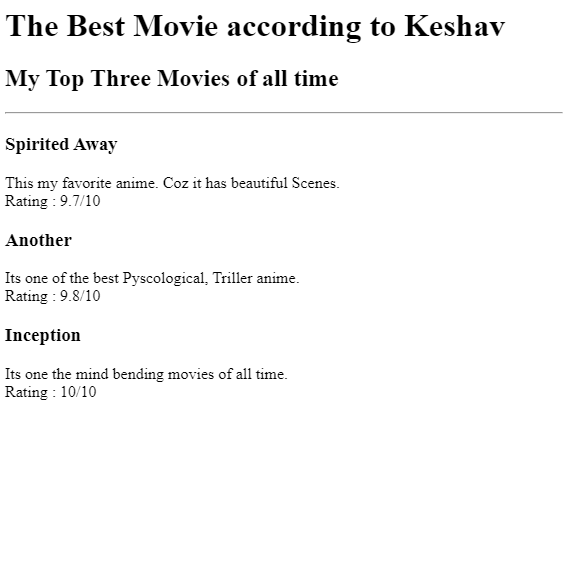 The Best Movie according to Keshav
My Top Three Movies of all time
Spirited Away
This my favorite anime. Coz it has beautiful Scenes.
Rating : 9.7/10
Another
Its one of the best Pyscological, Triller anime.
Rating : 9.8/10
Inception
Its one the mind bending movies of all time.
Rating : 10/10